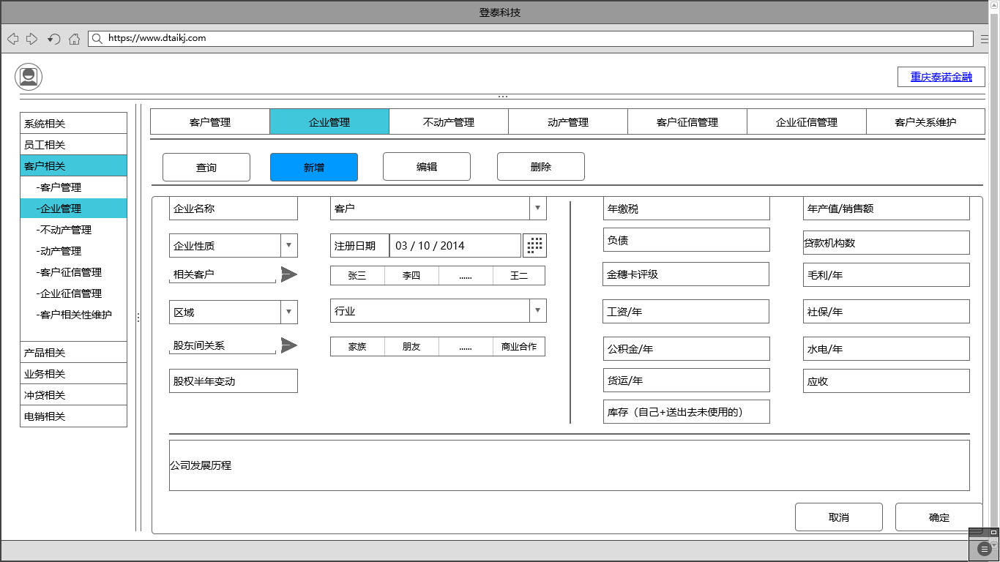 登泰科技
https://www.dtaikj.com
重庆泰诺金融
系统相关
员工相关
客户相关
-客户管理
-企业管理
-不动产管理
-动产管理
-客户征信管理
-企业征信管理
-客户相关性维护
产品相关
业务相关
冲贷相关
电销相关
客户管理 企业管理 不动产管理 动产管理 客户征信管理 企业征信管理 客户关系维护
查询 新增 编辑 删除
企业名称 客户 年缴税 年产值/销售额
企业性质 注册日期 03 / 10 / 2014 负债 贷款机构数
相关客户 张三 李四 ...... 王二 金穗卡评级 毛利/年
区域 行业 工资/年 社保/年
股东间关系 家族 朋友 ...... 商业合作 公积金/年 水电/年
股权半年变动 货运/年 应收
库存（自己+送出去未使用的）
公司发展历程
取消 确定